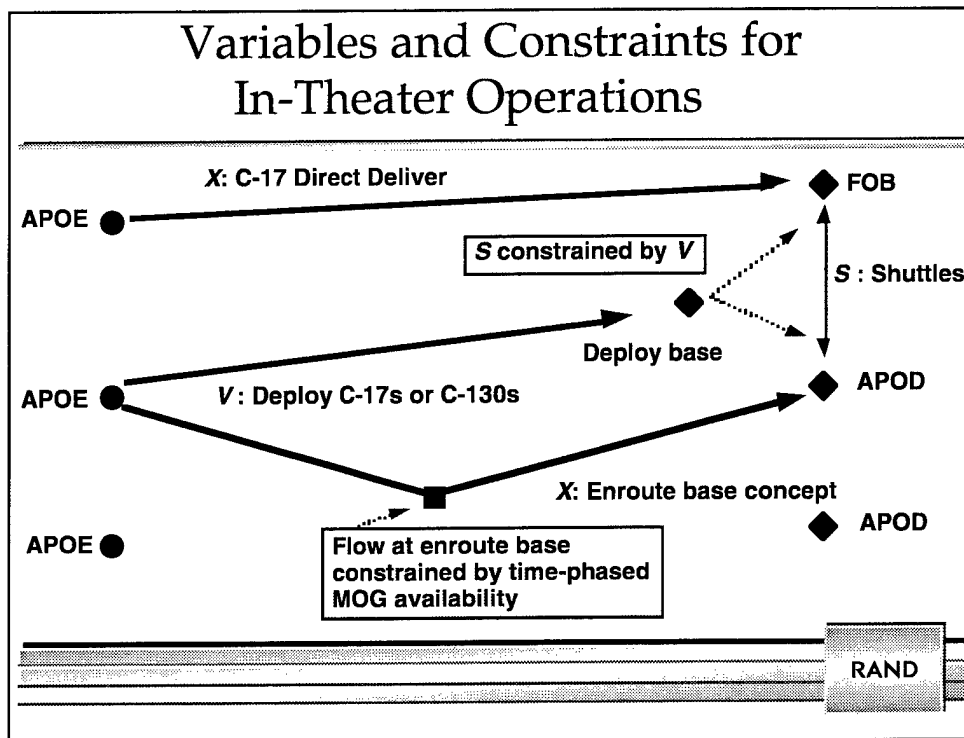 Variables and Constraints for
In-Theater Operations
X: C-17 Direct Deliver
APOE
FOB
S constrained by V
S : Shuttles
Deploy base
APOE
V : Deploy C-17s or C-130s
APOD
X: Enroute base concept
APOE
APOD
Flow at enroute base
constrained by time-phased
MOG availability
RAND